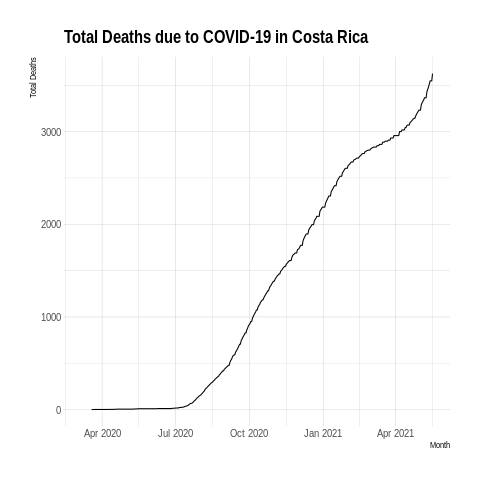 Total Deaths due to COVID-19 in Costa Rica
Total Deaths
3000
2000
1000
0
Apr 2020 Jul 2020 Oct 2020 Jan 2021 Apr 2021
Month